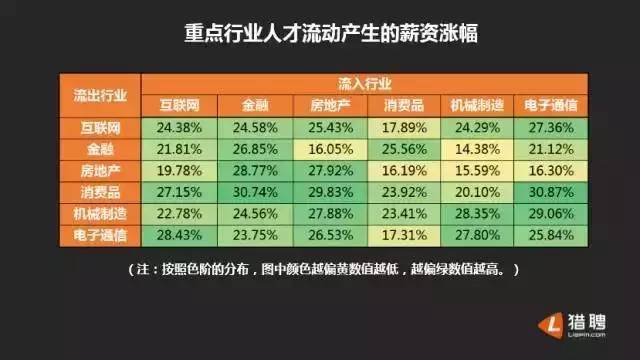 重点行业人才流动产生的薪资涨幅
流出行业 流入行业
互联网 金融 房地产 消费品 机械制造 电子通信
互联网 24.38% 24.58% 25.43% 17.89% 24.29% 27.36%
金融 21.81% 26.85% 16.05% 25.56% 14.38% 21.12%
房地产 19.78% 28.77% 27.92% 16.19% 15.59% 16.30%
消费品 27.15% 30.74% 29.83% 23.92% 20.10% 30.87%
机械制造 22.78% 24.56% 27.88% 23.41% 28.35% 29.06%
电子通信 28.43% 23.75% 26.53% 17.31% 27.80% 25.84%
（注：按照色阶的分布，图中颜色越偏黄数值越低，越偏绿数值越高。）
猎聘
Liepin.com